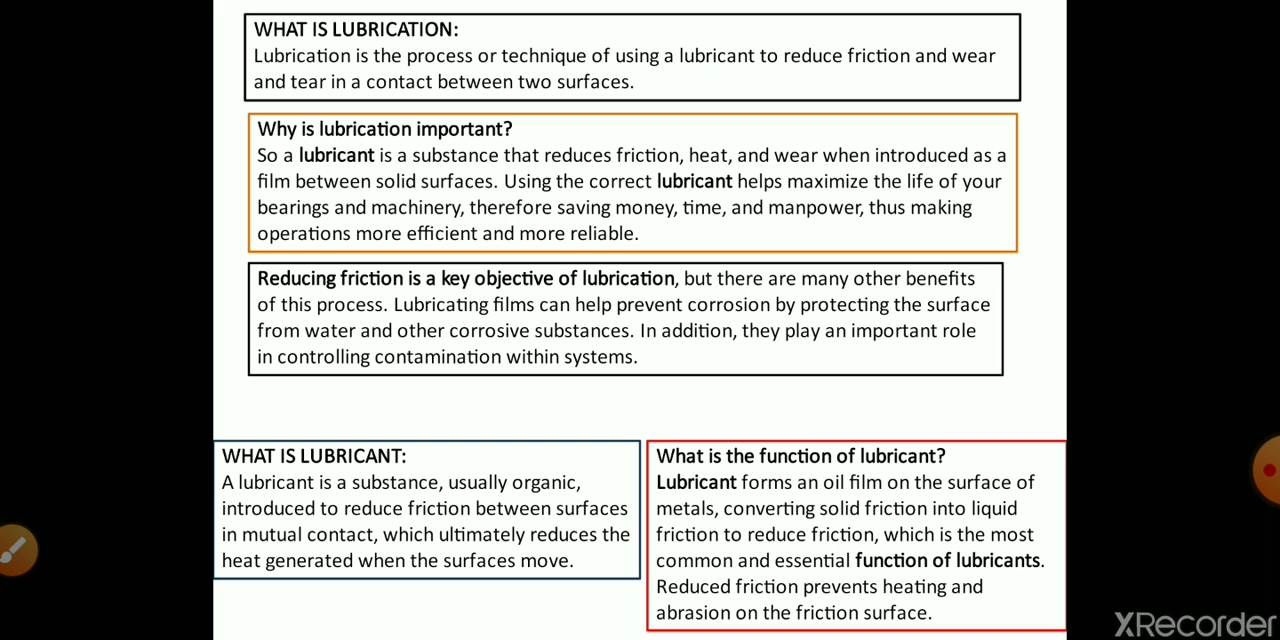 WHAT IS LUBRICATION:
Lubrication is the process or technique of using a lubricant to reduce friction and wear
and tear in a contact between two surfaces.
Why is lubrication important?
So a lubricant is a substance that reduces friction, heat, and wear when introduced as a
film between solid surfaces. Using the correct lubricant helps maximize the life of your
bearings and machinery, therefore saving money, time, and manpower, thus making
operations more efficient and more reliable.
Reducing friction is a key objective of lubrication, but there are many other benefits
of this process. Lubricating films can help prevent corrosion by protecting the surface
from water and other corrosive substances. In addition, they play an important role
in controlling contamination within systems.
WHAT IS LUBRICANT:
A lubricant is a substance, usually organic,
introduced to reduce friction between surfaces
in mutual contact, which ultimately reduces the
heat generated when the surfaces move.
What is the function of lubricant?
Lubricant forms an oil film on the surface of
metals, converting solid friction into liquid
friction to reduce friction, which is the most
common and essential function of lubricants.
Reduced friction prevents heating and
abrasion on the friction surface.
XRecorder